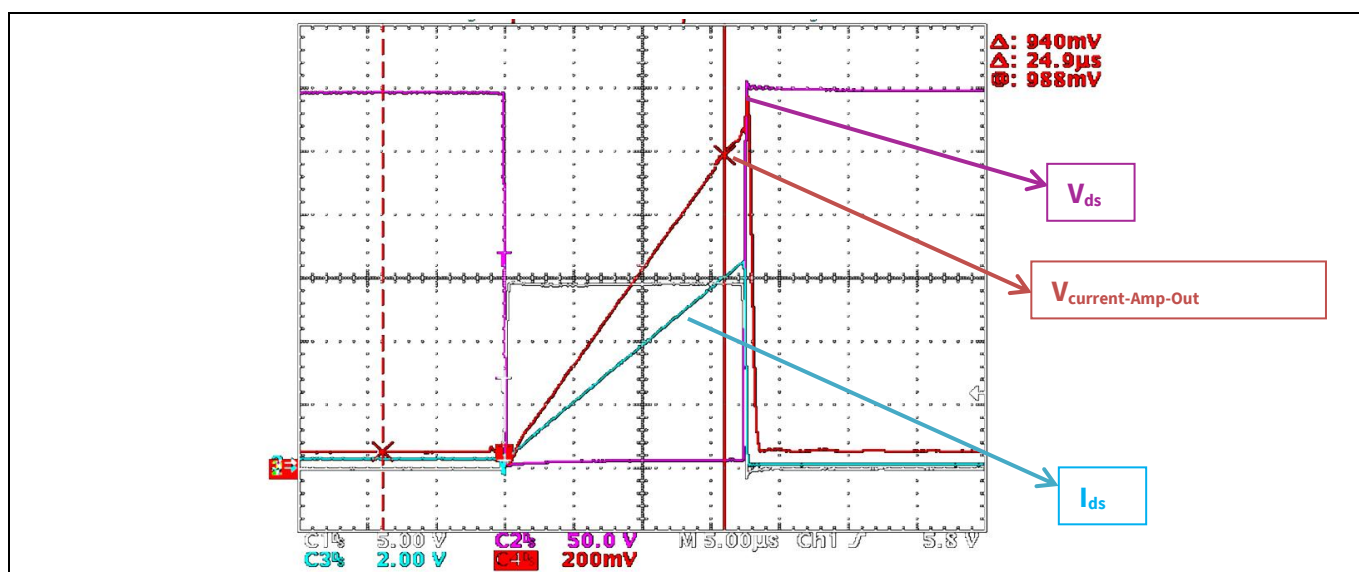 Δ: 940mV
Δ: 24.9µs
@: 988mV
Vds
Vcurrent-Amp-Out
Ids
C1 5.00 V C2 50.0 V M 5.00µs Ch1 5.8 V
C3 2.00 V C4 200mV